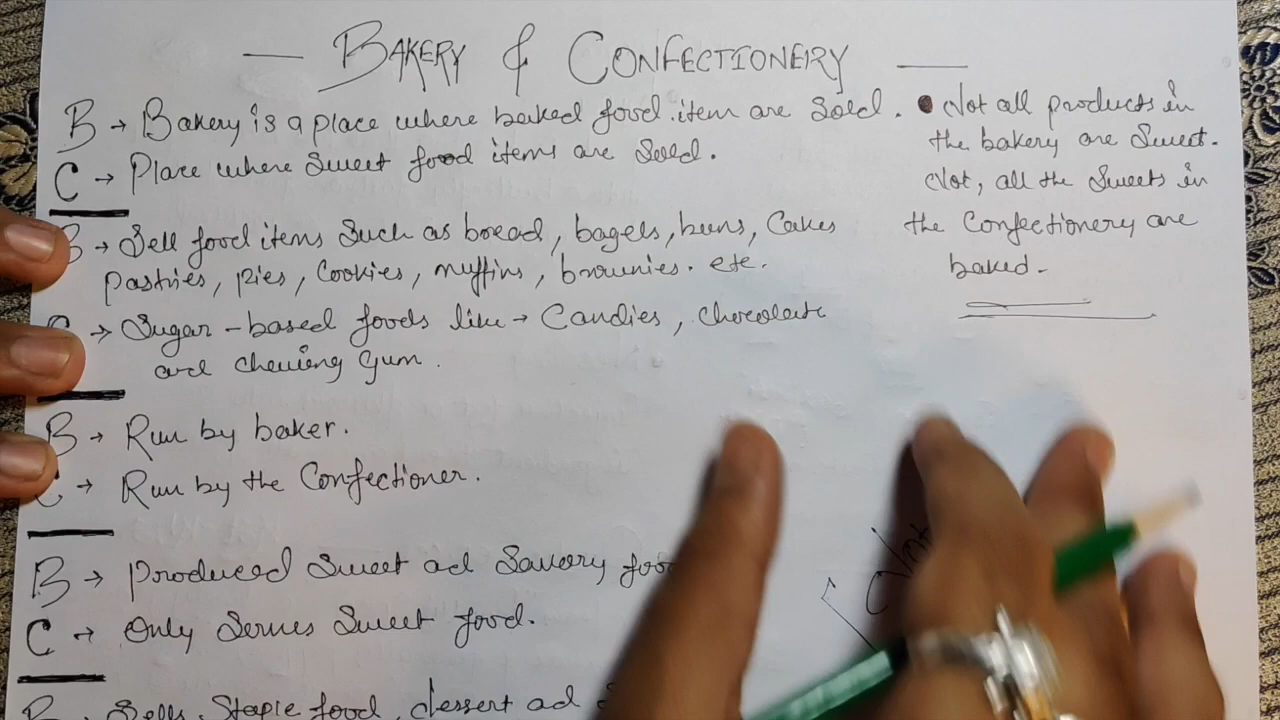 — BAKERY & CONFECTIONERY —
B → Bakery is a place where baked food item are Sold.
C → Place where Sweet food items are Sold.
B → Sell food items Such as bread, bagels, buns, Cakes
pastries, pies, Cookies, muffins, brownies. etc.
C → Sugar-based foods like → Candies, chocolate
and chewing gum.
B → Run by baker.
C → Run by the Confectioner.
B → Produced Sweet ad Savory
C → Only Serves Sweet food.
B Sells Staple food, dessert ad
• Not all products in
the bakery are Sweet.
Not, all the Sweets in
the Confectionery are
baked.
Not